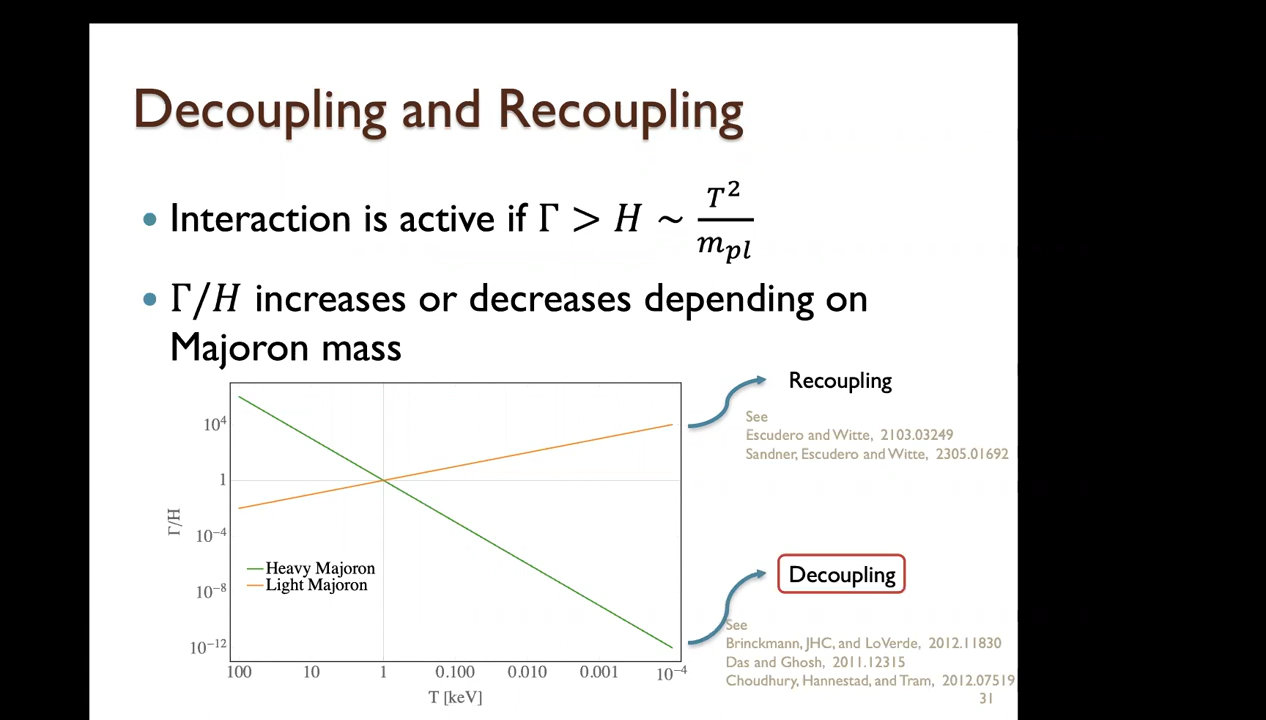 Decoupling and Recoupling
• Interaction is active if Γ > H ~ T²/m_pl
• Γ/H increases or decreases depending on
Majoron mass
Recoupling
See
Escudero and Witte, 2103.03249
Sandner, Escudero and Witte, 2305.01692
10⁴
1
10⁻⁴
10⁻⁸
10⁻¹²
Γ/H
Heavy Majoron
Light Majoron
100 10 1 0.100 0.010 0.001 10⁻⁴
T [keV]
Decoupling
See
Brinckmann, JHC, and LoVerde, 2012.11830
Das and Ghosh, 2011.12315
Choudhury, Hannestad, and Tram, 2012.07519
31